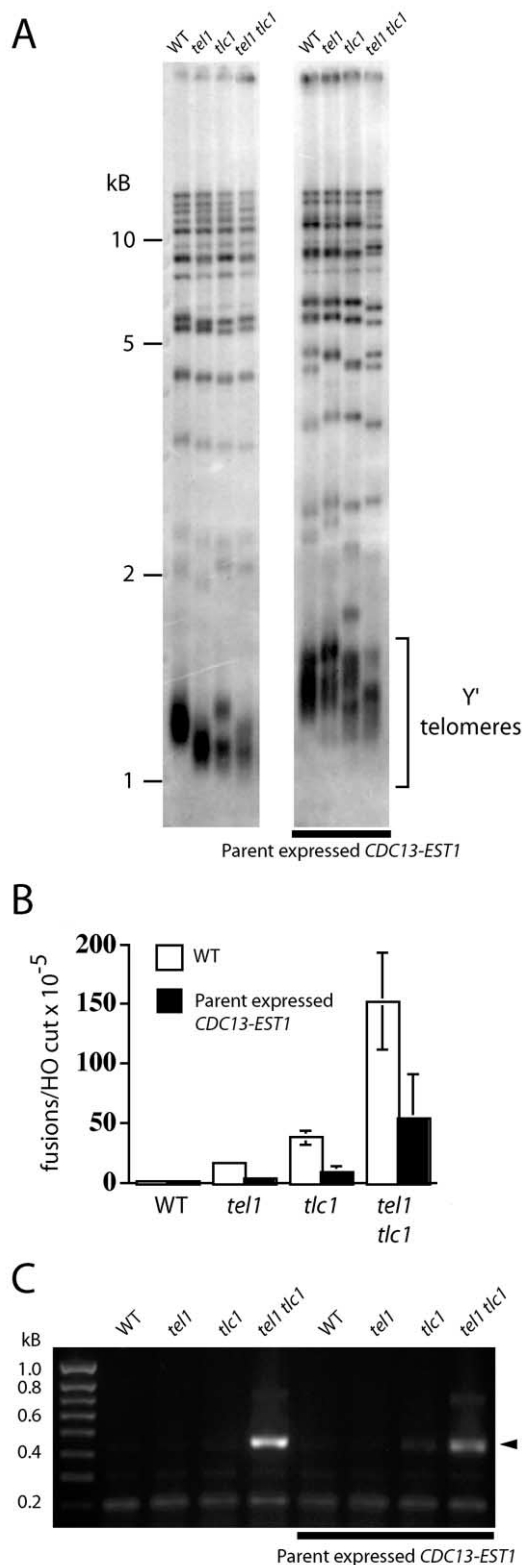 A
WT tel1 tlc1 tel1 tlc1
WT tel1 tlc1 tel1 tlc1
kB
10
5
2
1
Y'
telomeres
Parent expressed CDC13-EST1
B
200
150
100
50
0
fusions/HO cut x 10-5
WT
Parent expressed
CDC13-EST1
WT tel1 tlc1 tel1
tlc1
C
kB
WT tel1 tlc1 tel1 tlc1 WT tel1 tlc1 tel1 tlc1
1.0
0.8
0.6
0.4
0.2
Parent expressed CDC13-EST1